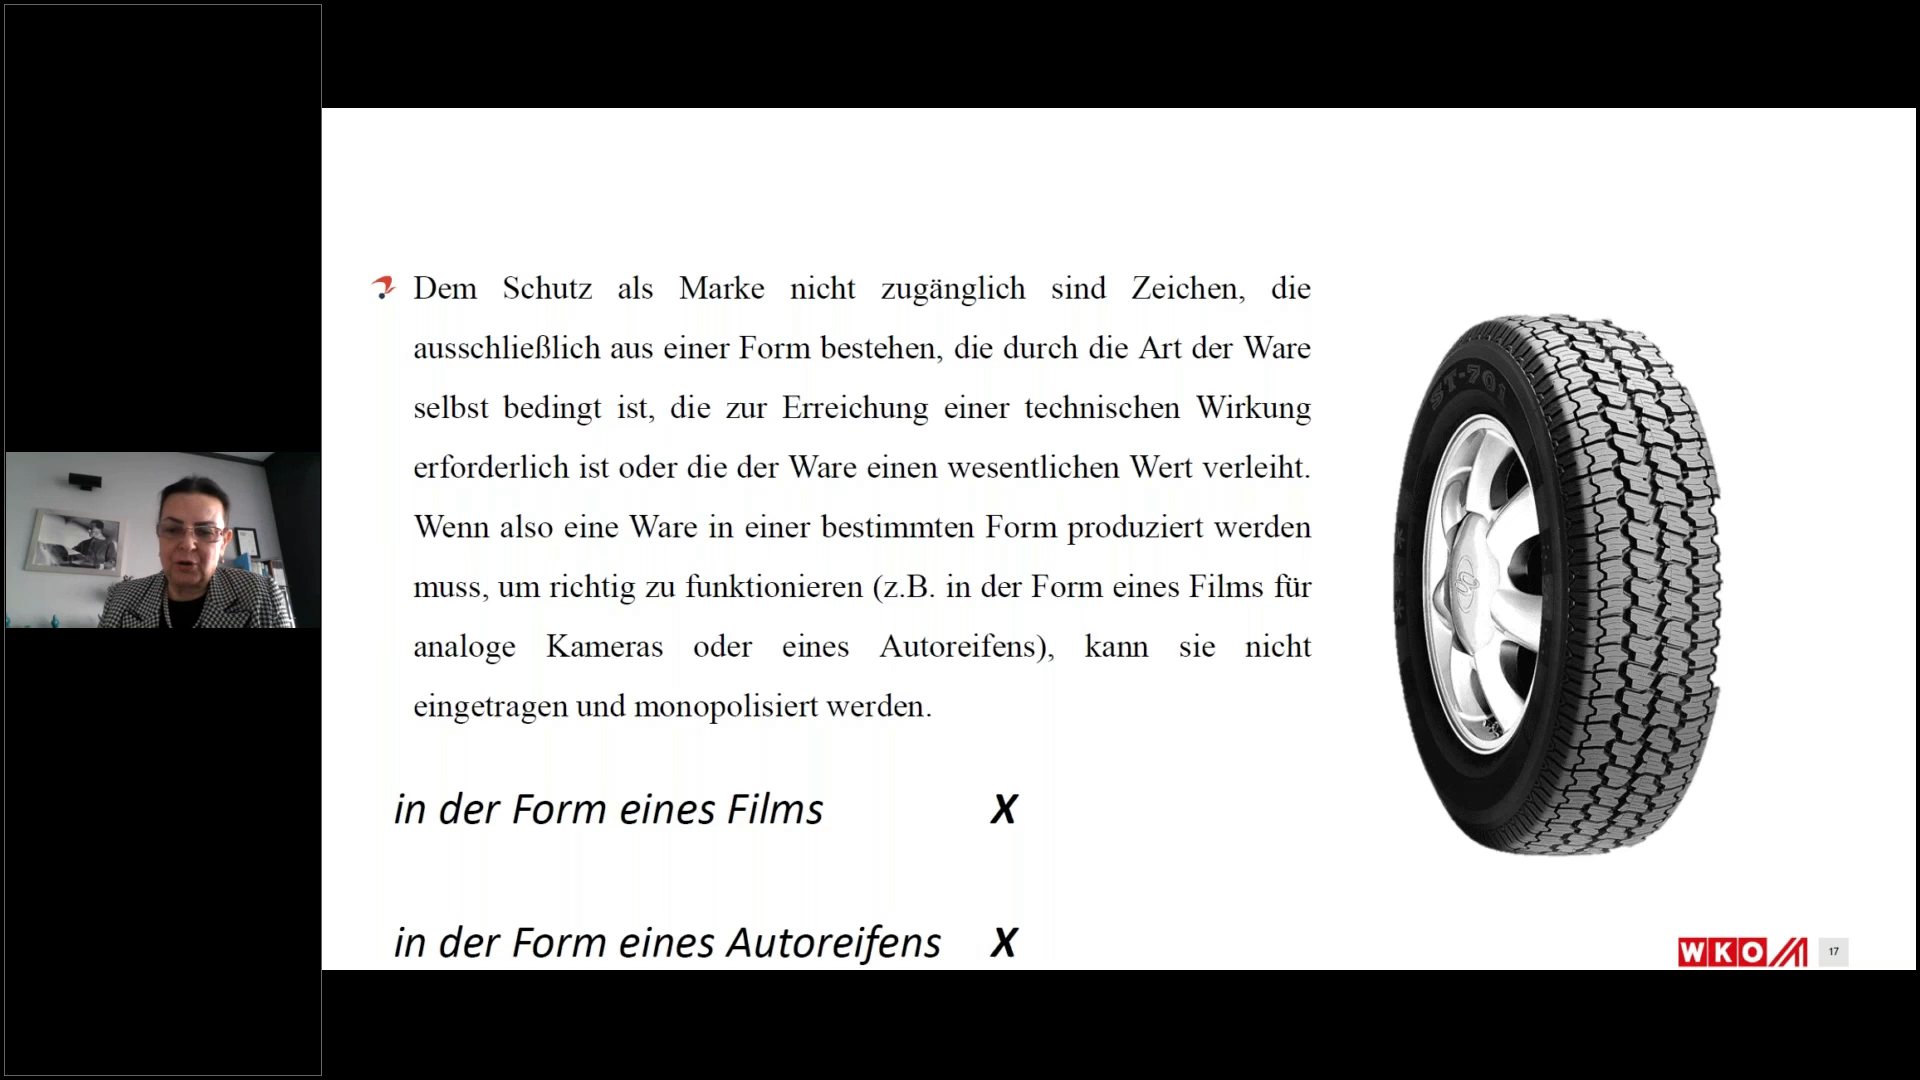 Dem Schutz als Marke nicht zugänglich sind Zeichen, die
ausschließlich aus einer Form bestehen, die durch die Art der Ware
selbst bedingt ist, die zur Erreichung einer technischen Wirkung
erforderlich ist oder die der Ware einen wesentlichen Wert verleiht.
Wenn also eine Ware in einer bestimmten Form produziert werden
muss, um richtig zu funktionieren (z.B. in der Form eines Films für
analoge Kameras oder eines Autoreifens), kann sie nicht
eingetragen und monopolisiert werden.
in der Form eines Films X
in der Form eines Autoreifens X
ST-701
WKO
17